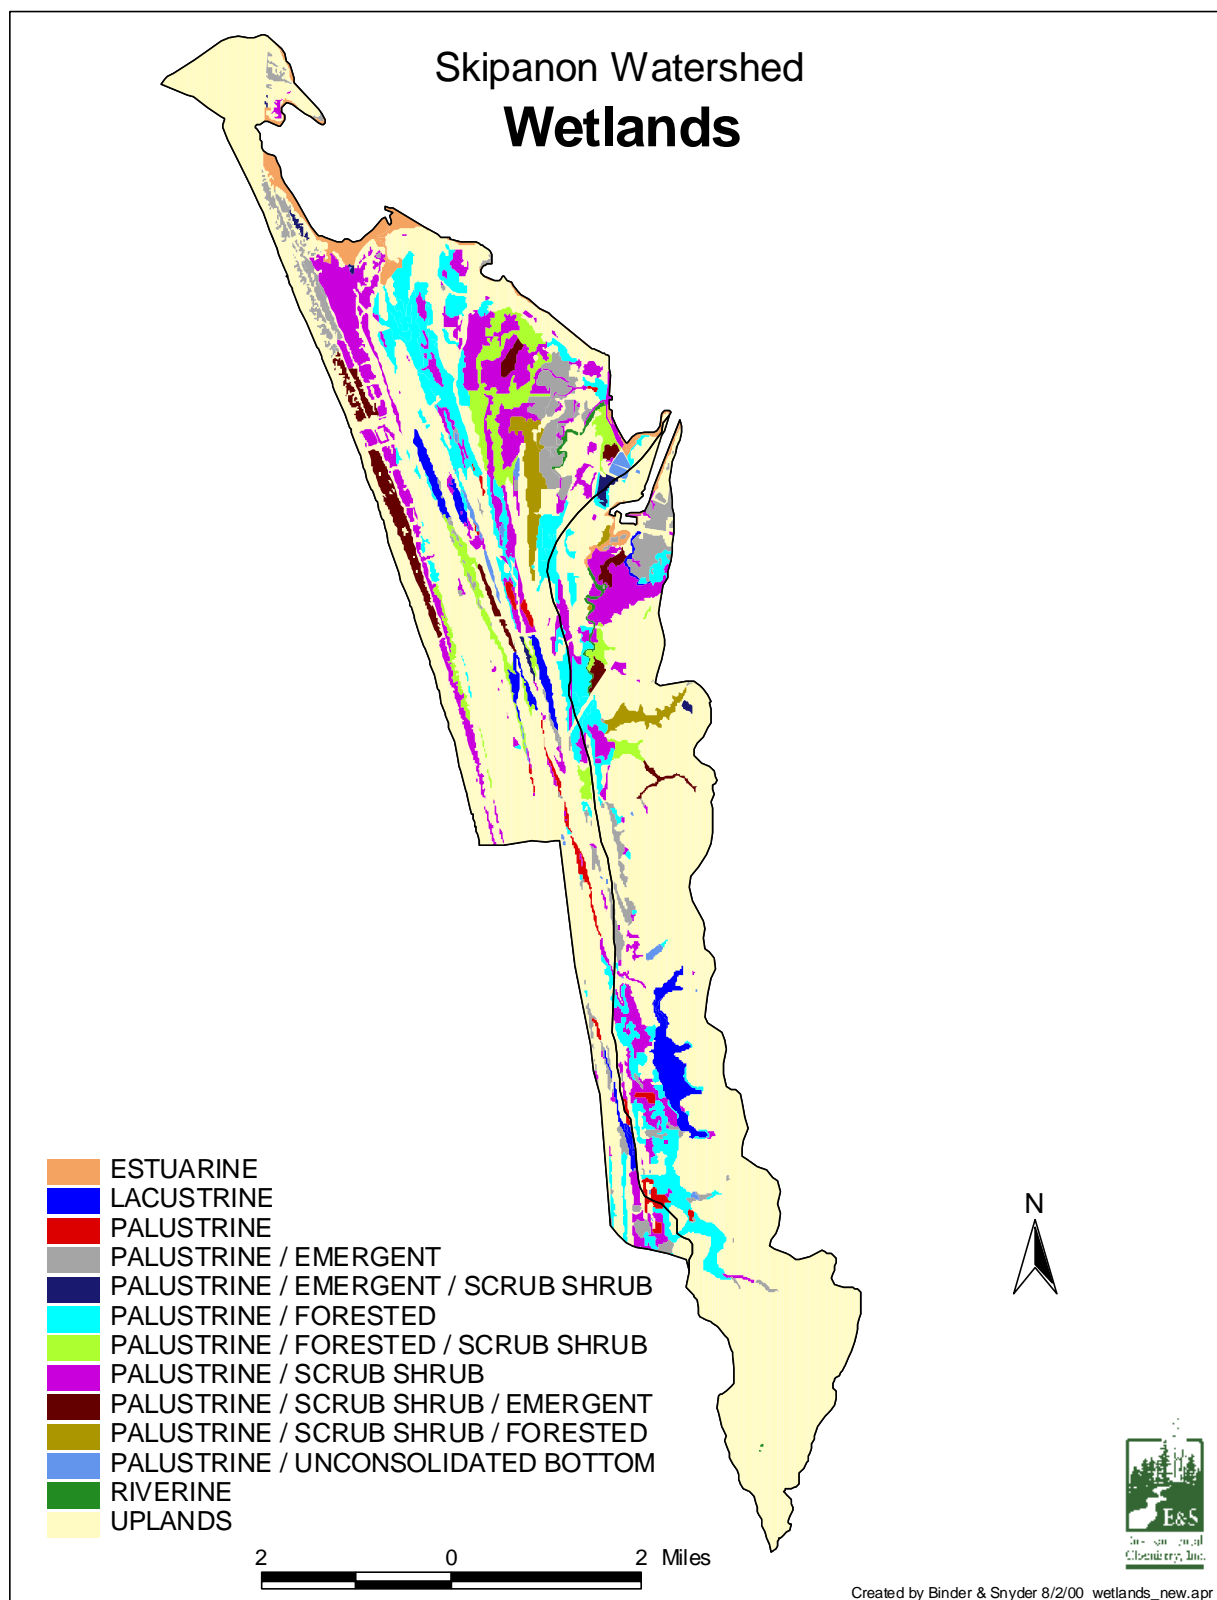 Skipanon Watershed
Wetlands
ESTUARINE
LACUSTRINE
PALUSTRINE
PALUSTRINE / EMERGENT
PALUSTRINE / EMERGENT / SCRUB SHRUB
PALUSTRINE / FORESTED
PALUSTRINE / FORESTED / SCRUB SHRUB
PALUSTRINE / SCRUB SHRUB
PALUSTRINE / SCRUB SHRUB / EMERGENT
PALUSTRINE / SCRUB SHRUB / FORESTED
PALUSTRINE / UNCONSOLIDATED BOTTOM
RIVERINE
UPLANDS
2 0 2 Miles
N
E&S
Chemistry, Inc.
Created by Binder & Snyder 8/2/00 wetlands_new.apr